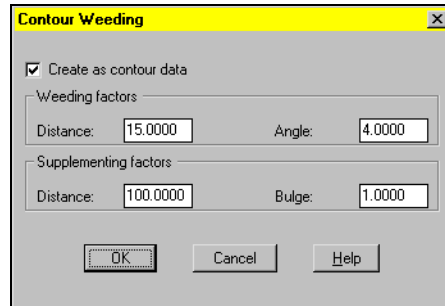 Contour Weeding
Create as contour data
Weeding factors
Distance: 15.0000 Angle: 4.0000
Supplementing factors
Distance: 100.0000 Bulge: 1.0000
OK Cancel Help